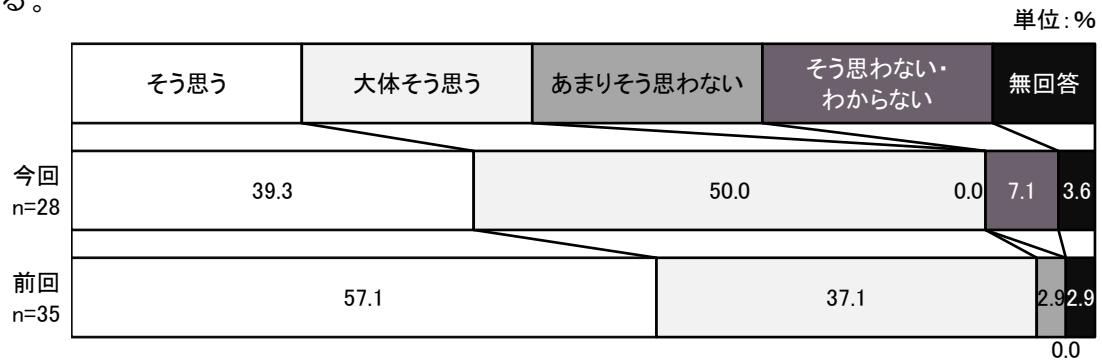 る。
単位：%
そう思う
大体そう思う
あまりそう思わない
そう思わない・
わからない
無回答
今回
n=28
39.3
50.0
0.0
7.1
3.6
前回
n=35
57.1
37.1
2.9
2.9
0.0